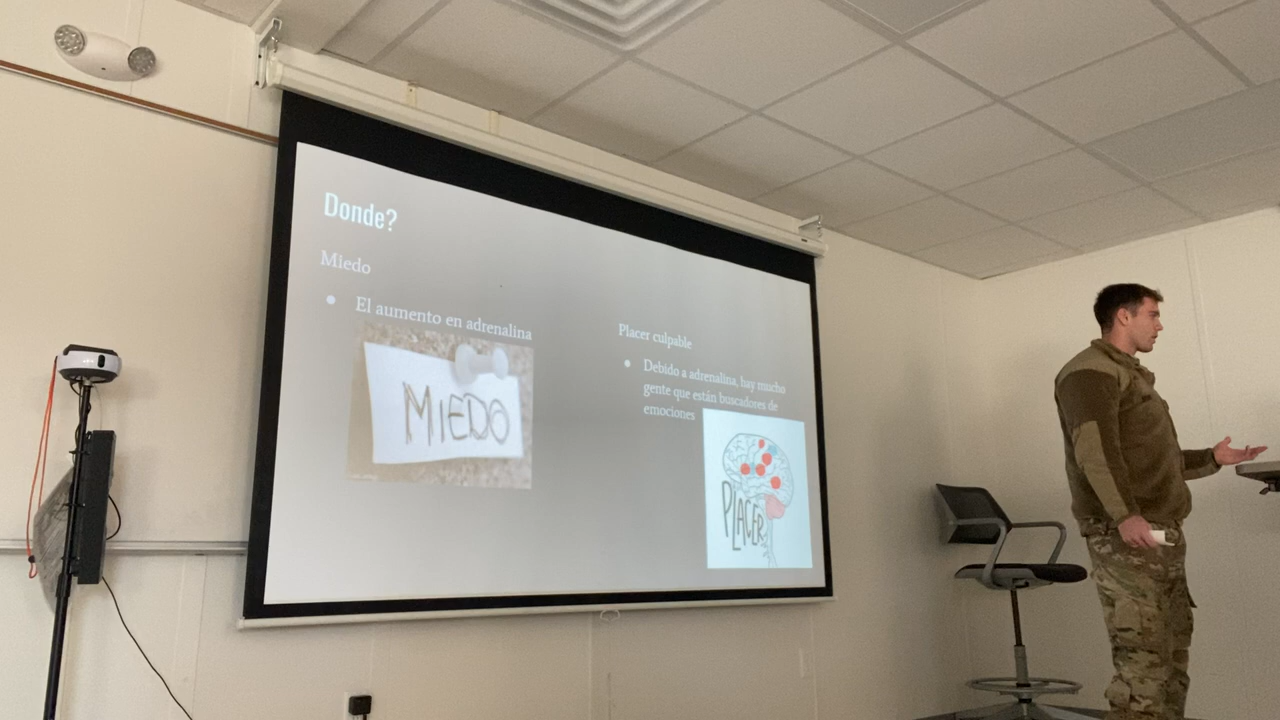 Donde?
Miedo
El aumento en adrenalina
MIEDO
Placer culpable
Debido a adrenalina, hay mucho
gente que están buscadores de
emociones
PLACER